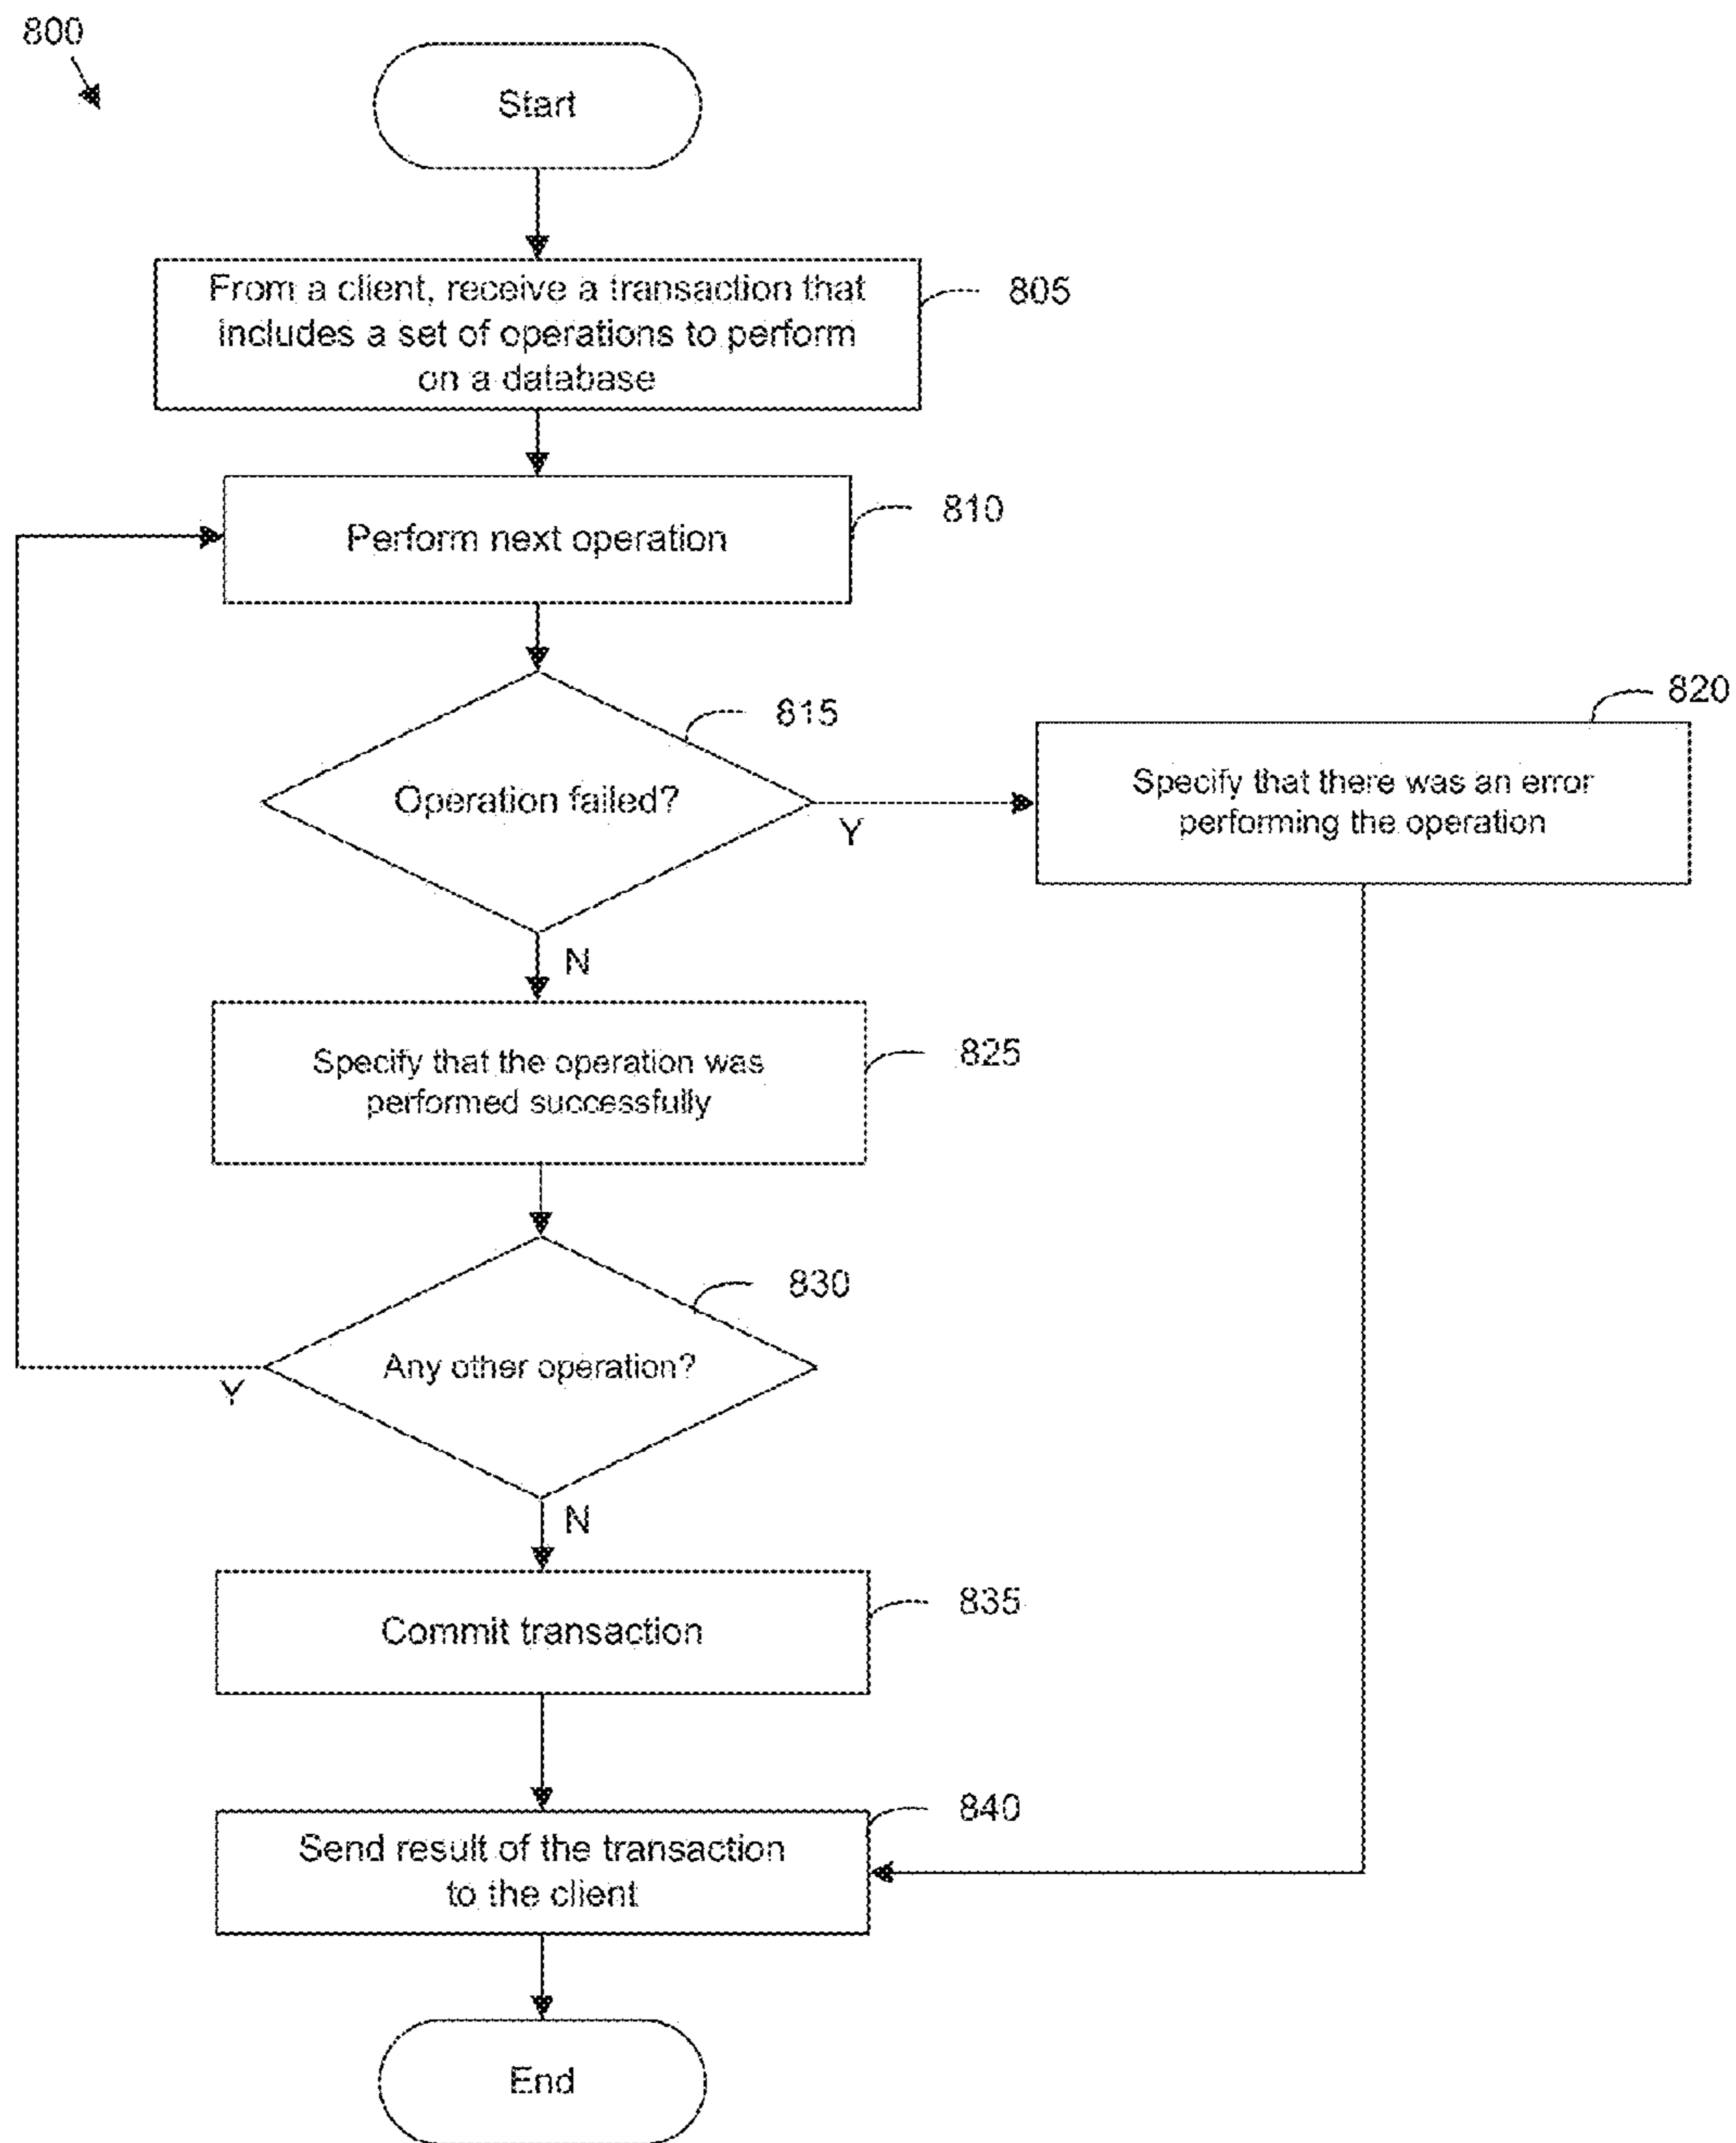 800
Start
From a client, receive a transaction that
includes a set of operations to perform
on a database
805
Perform next operation
810
815
Operation failed?
Y
820
Specify that there was an error
performing the operation
N
Specify that the operation was
performed successfully
825
830
Any other operation?
Y
N
Commit transaction
835
840
Send result of the transaction
to the client
End